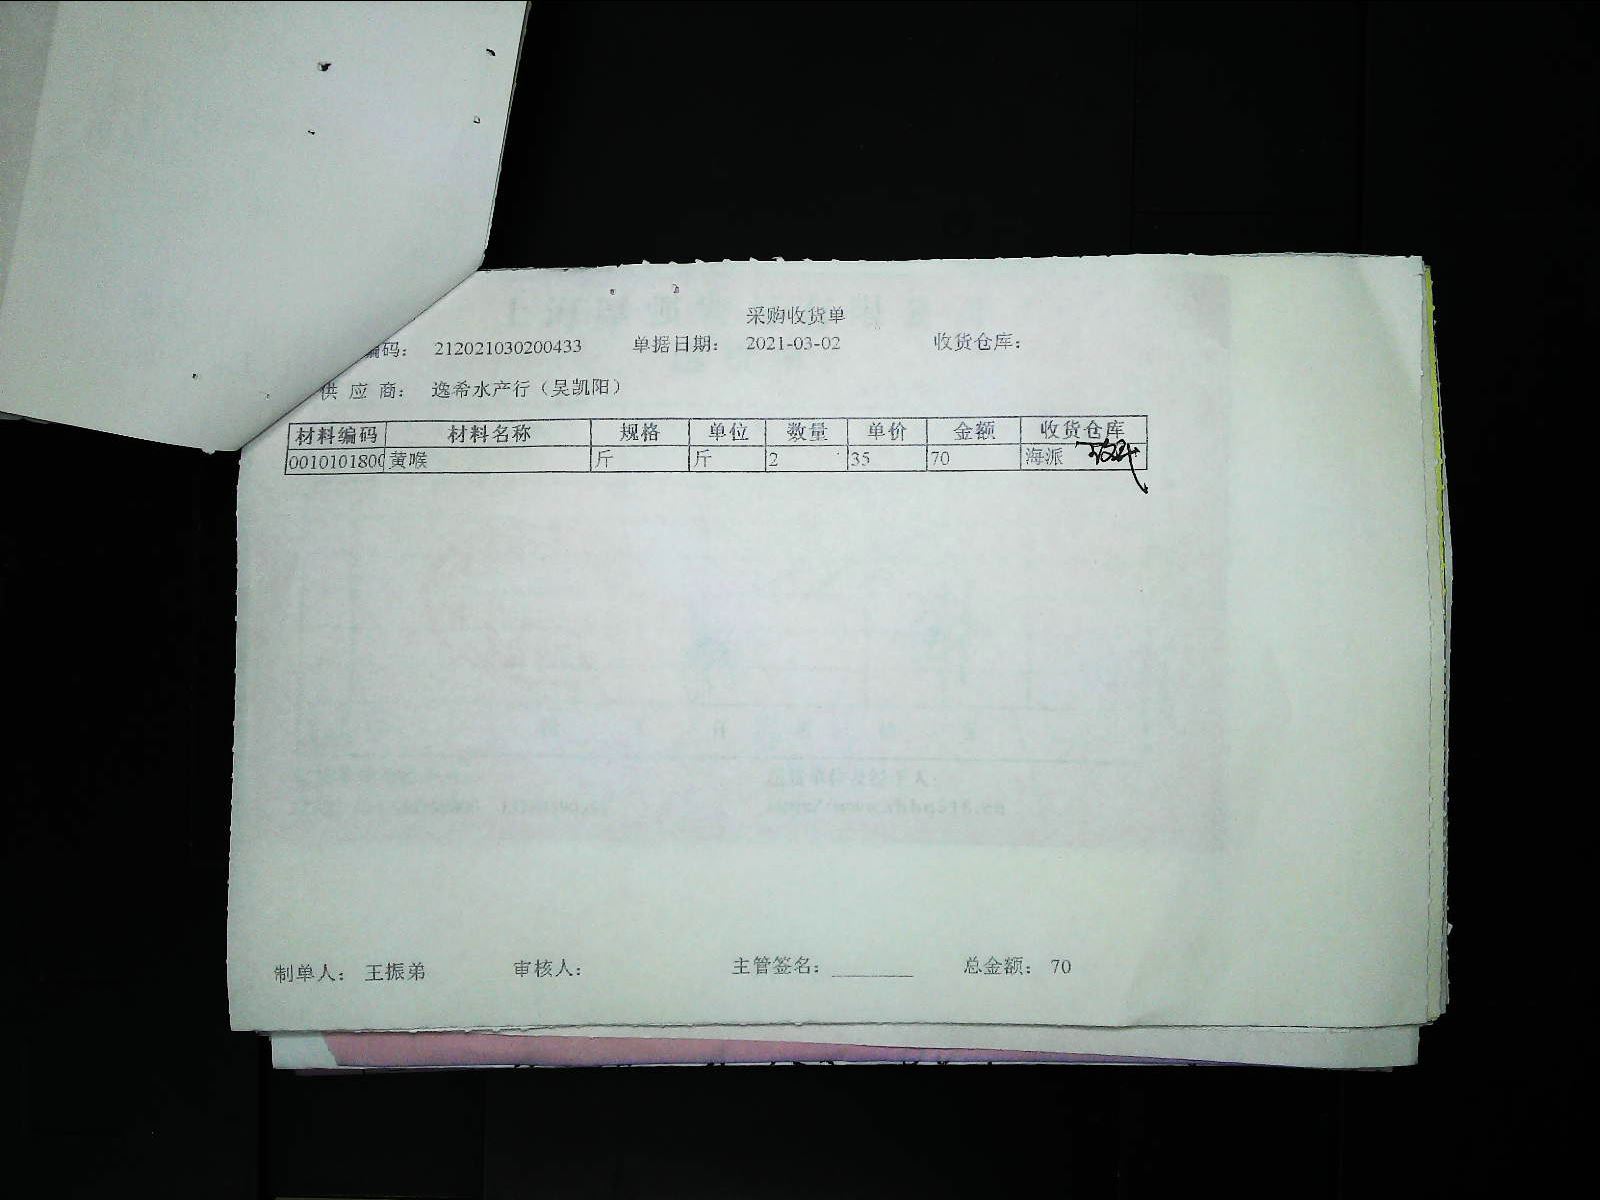 采购收货单
编码： 212021030200433 单据日期： 2021-03-02 收货仓库：
供 应 商： 逸希水产行（吴凯阳）
材料编码 材料名称 规格 单位 数量 单价 金额 收货仓库
0010101800 黄喉 斤 斤 2 35 70 海派
制单人： 王振弟 审核人： 主管签名：________ 总金额： 70